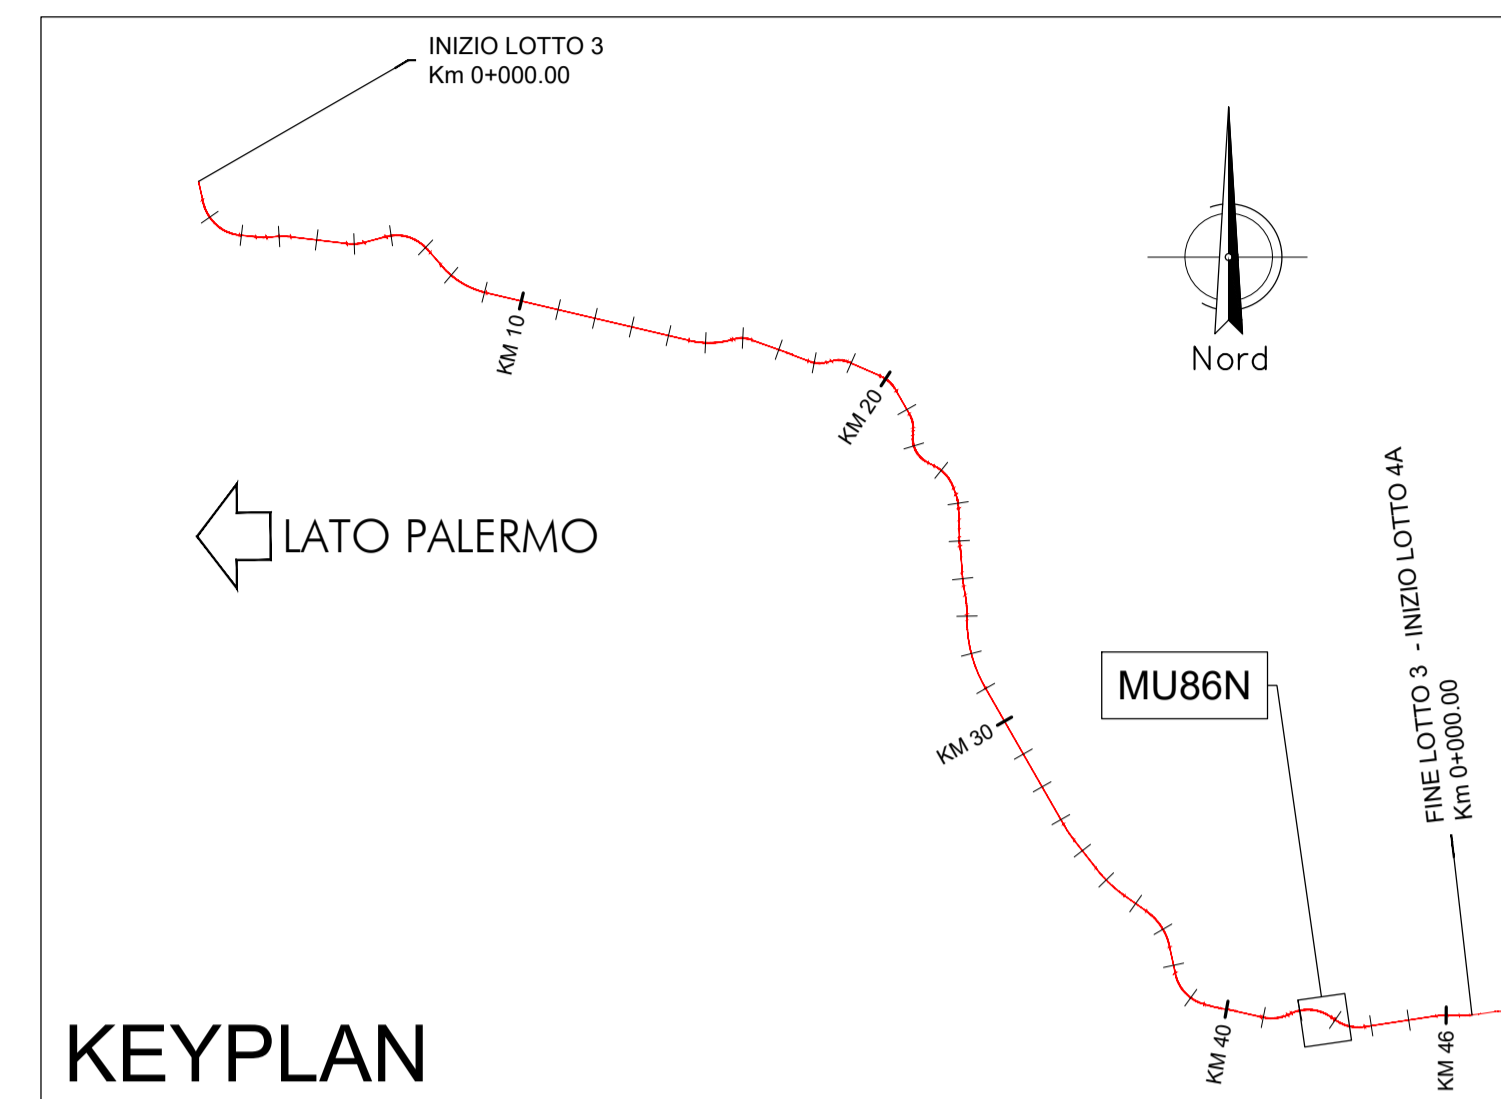 INIZIO LOTTO 3
Km 0+000.00
Nord
KM 10
KM 20
LATO PALERMO
FINE LOTTO 3 - INIZIO LOTTO 4A
Km 0+000.00
MU86N
KM 30
KEYPLAN
KM 40
KM 46